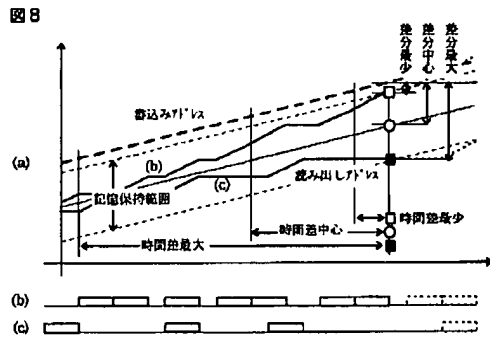 図8
差分最少
差分中心
差分最大
書込みアドレス
(a)
(b)
(c)
読み出しアドレス
記憶保持範囲
時間差最少
時間差中心
時間差最大
(b)
(c)